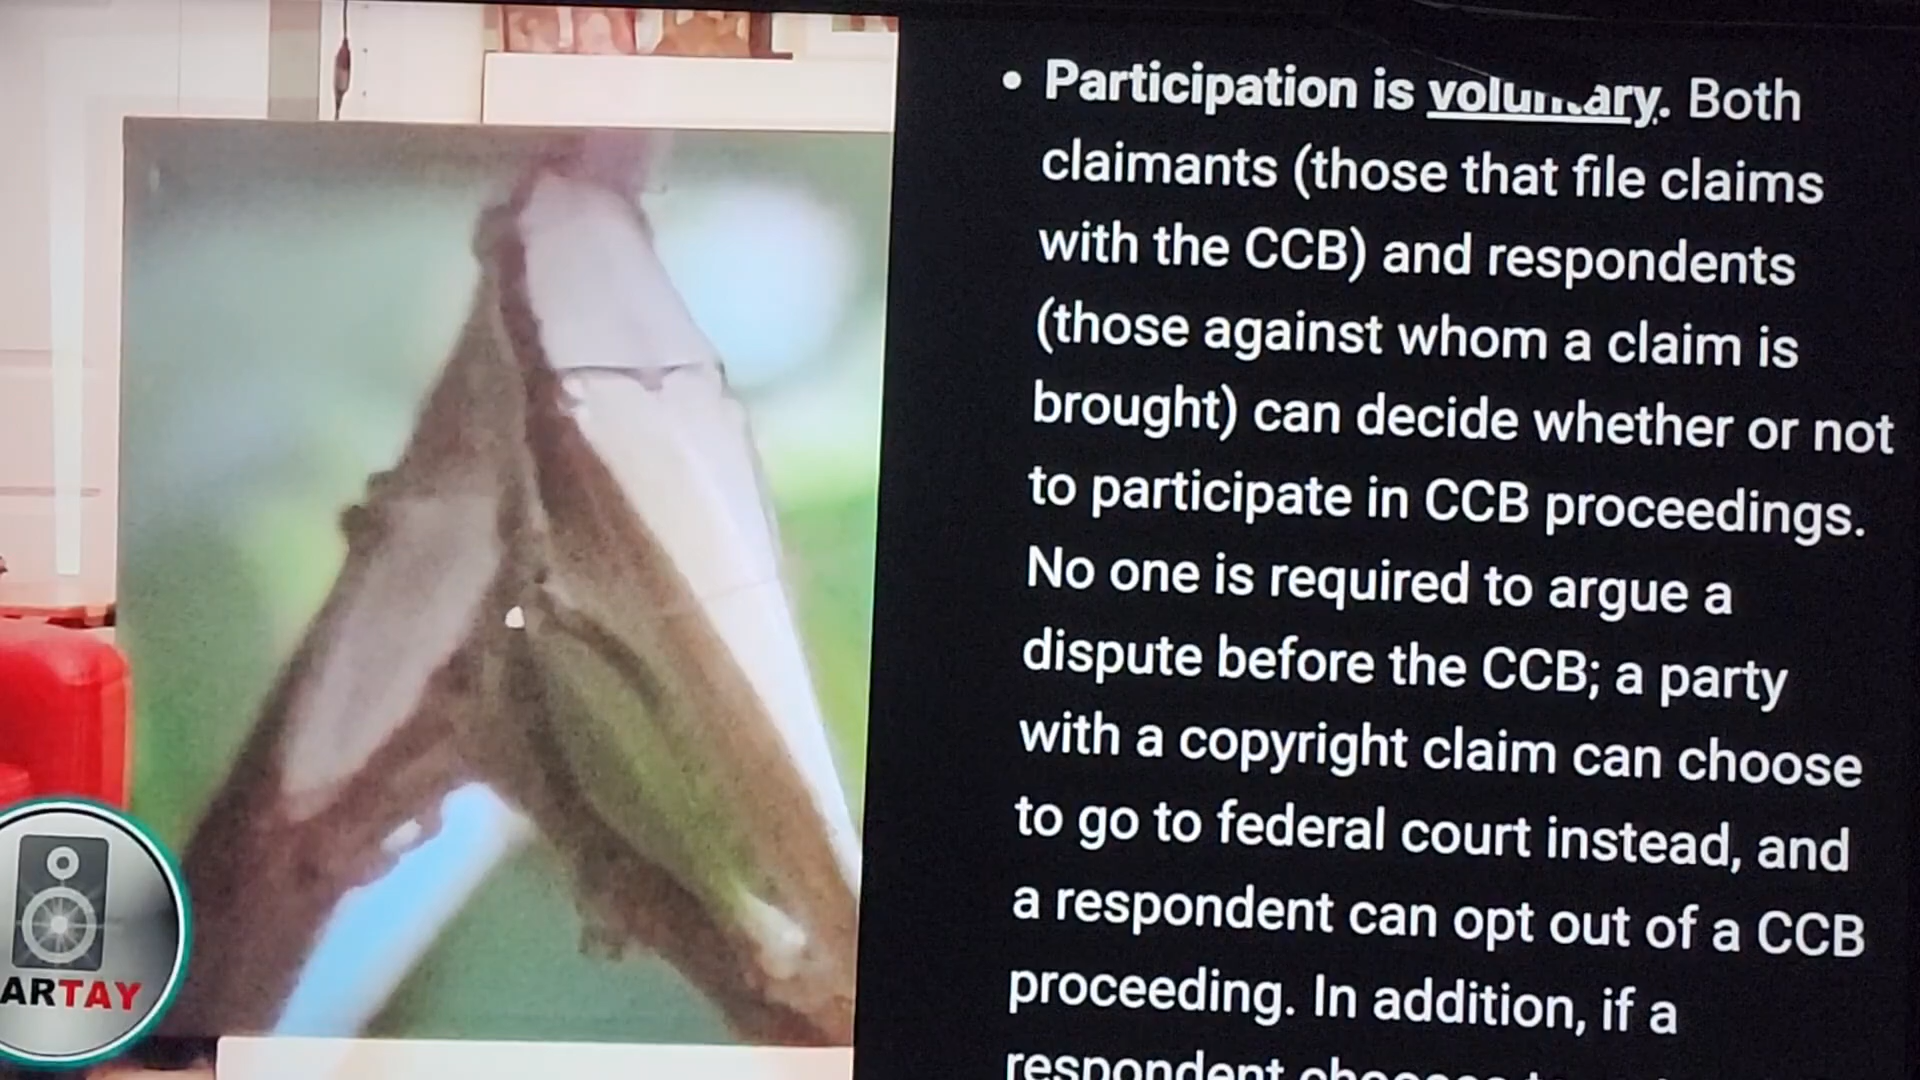 • Participation is voluntary. Both
claimants (those that file claims
with the CCB) and respondents
(those against whom a claim is
brought) can decide whether or not
to participate in CCB proceedings.
No one is required to argue a
dispute before the CCB; a party
with a copyright claim can choose
to go to federal court instead, and
a respondent can opt out of a CCB
proceeding. In addition, if a
respondent chooses
ARTAY